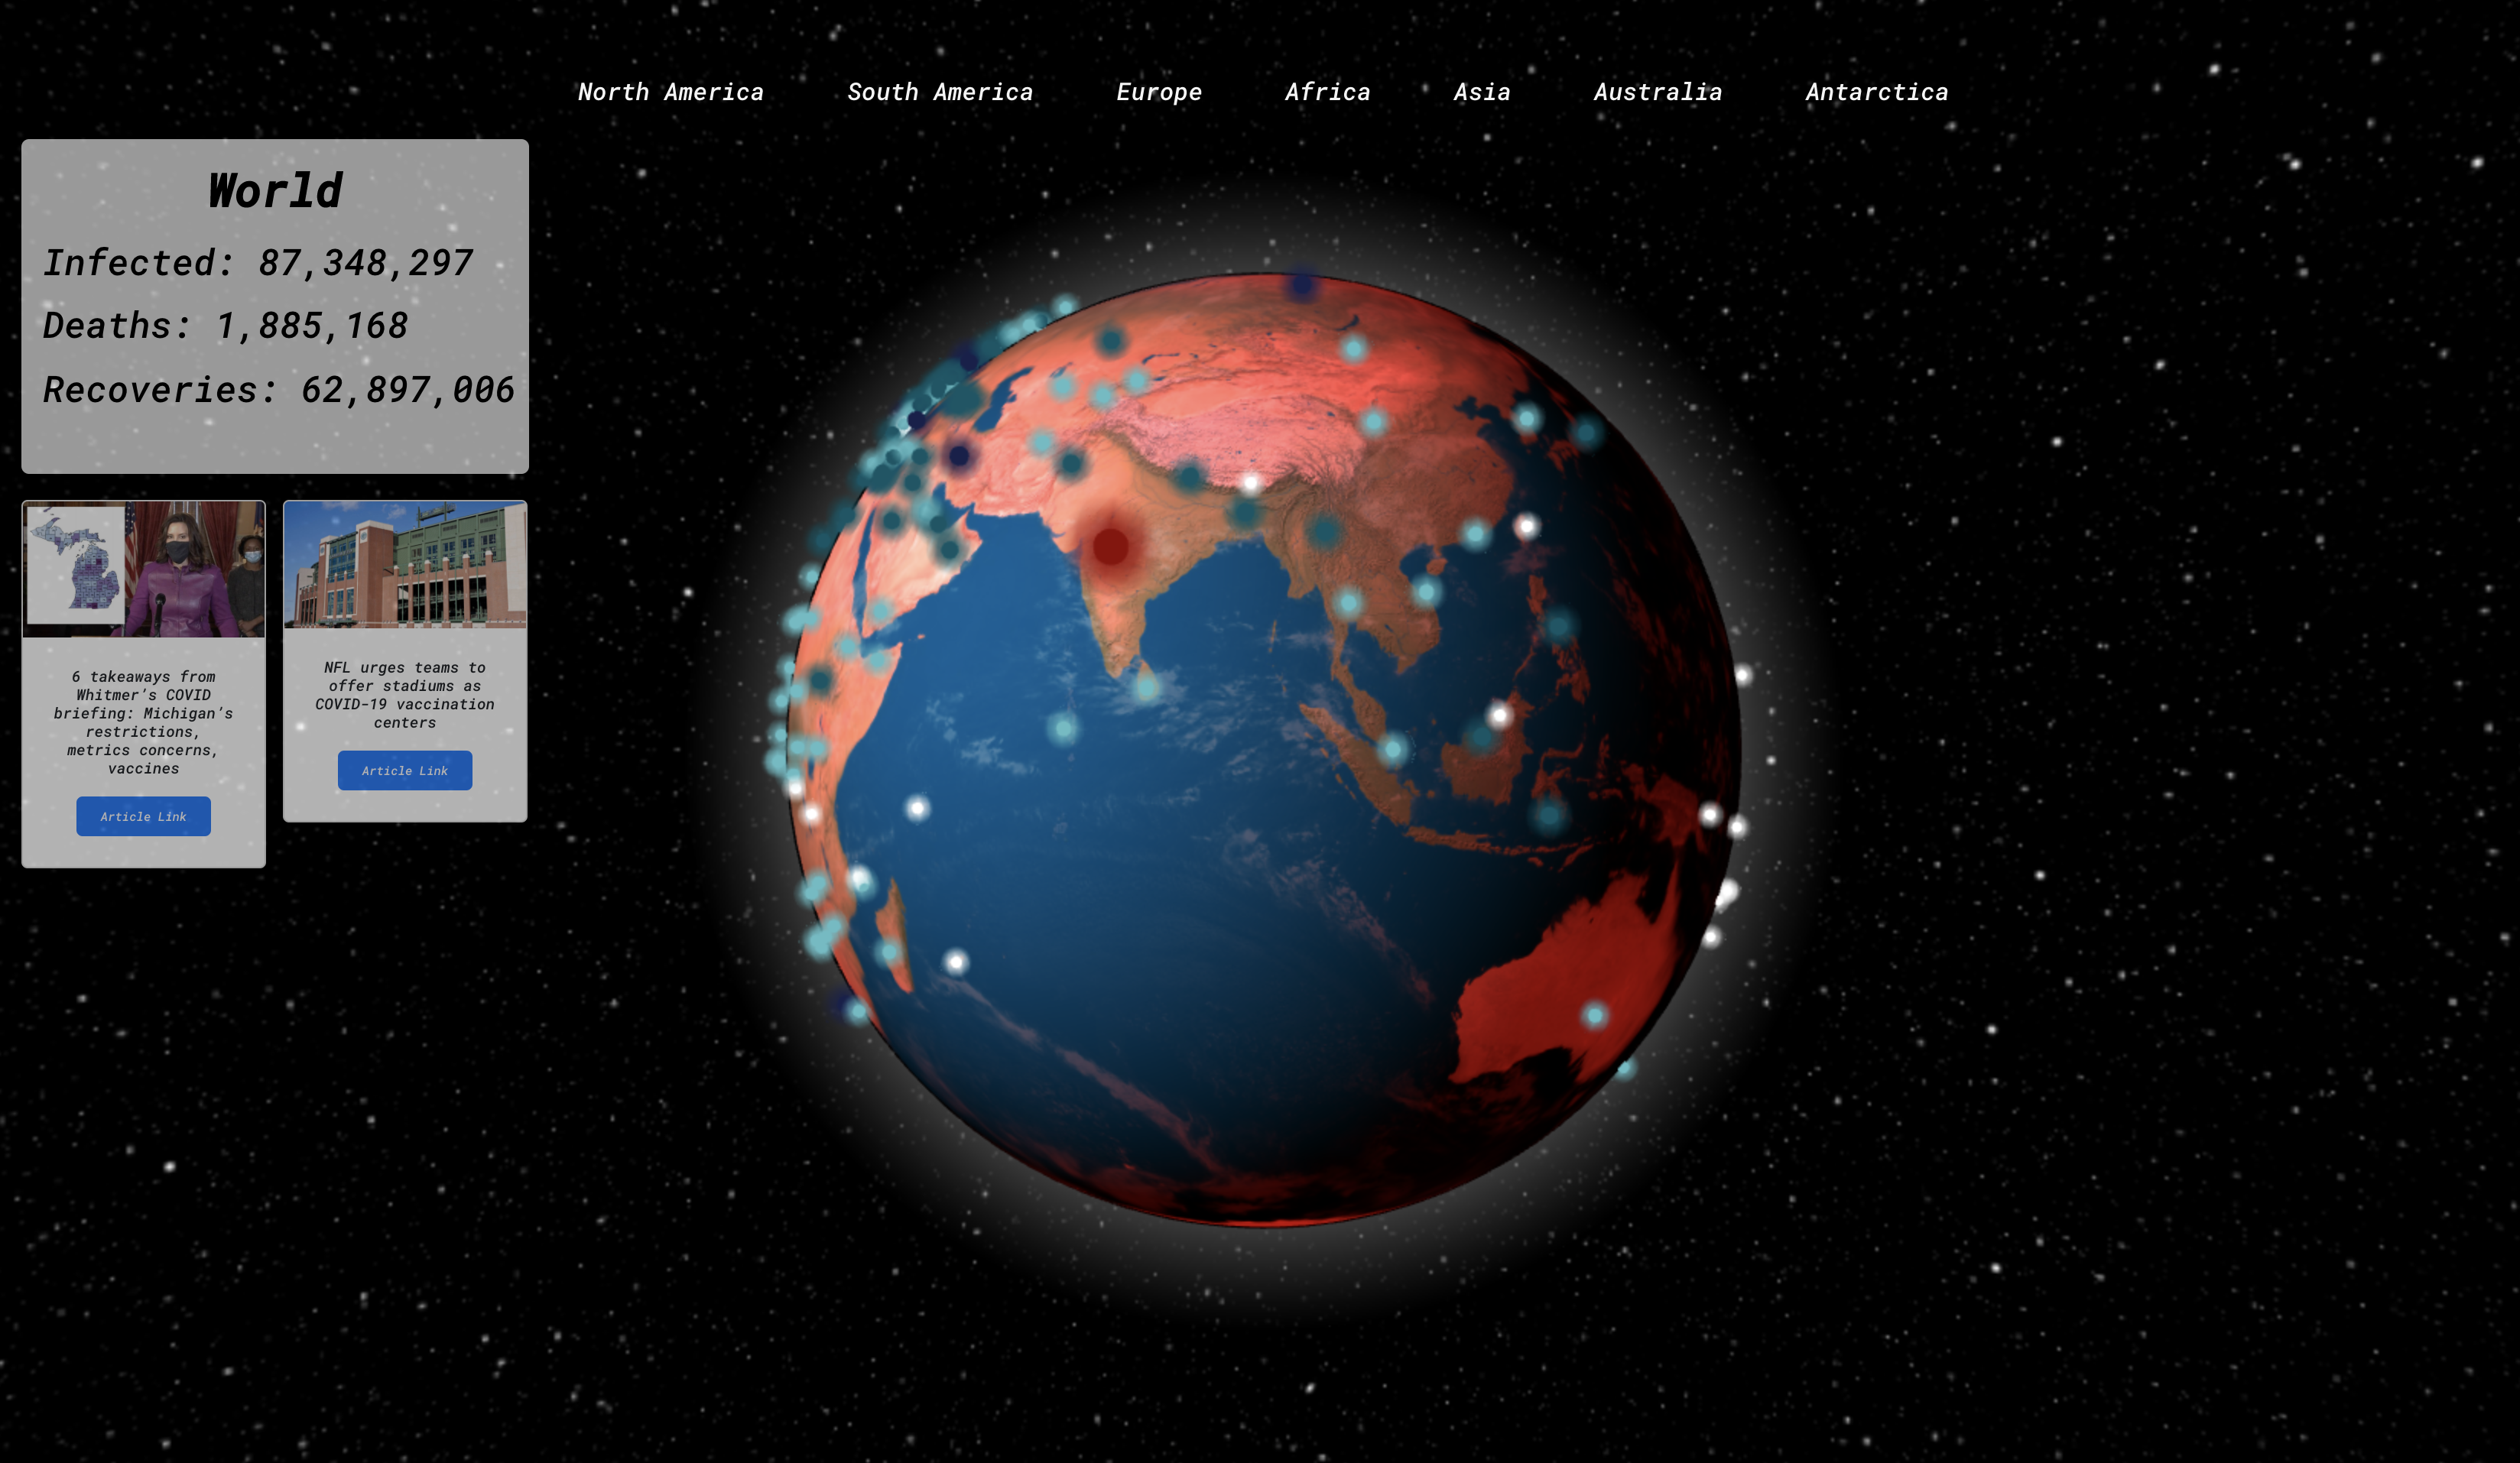 North America South America Europe Africa Asia Australia Antarctica
World
Infected: 87,348,297
Deaths: 1,885,168
Recoveries: 62,897,006
6 takeaways from
Whitmer’s COVID
briefing: Michigan’s
restrictions,
metrics concerns,
vaccines
Article Link
NFL urges teams to
offer stadiums as
COVID-19 vaccination
centers
Article Link